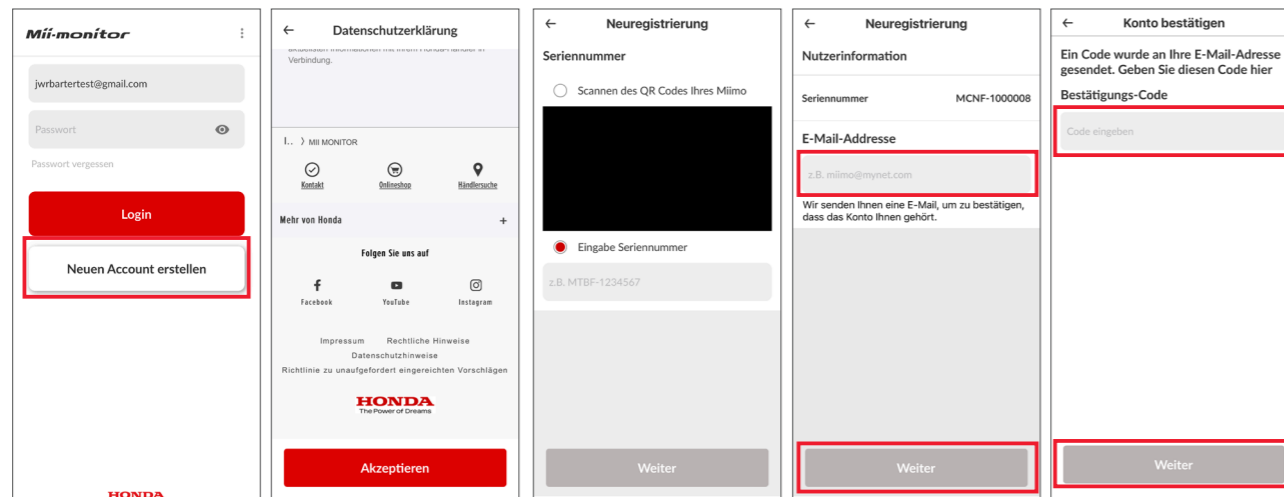 Mii-monitor
jwrbartertest@gmail.com
Passwort
Passwort vergessen
Login
Neuen Account erstellen
HONDA
Datenschutzerklärung
aktuellsten Informationen mit Ihrem Honda-Händler in
Verbindung.
I.. 〉 MII MONITOR
Kontakt
Onlineshop
Händlersuche
Mehr von Honda +
Folgen Sie uns auf
Facebook
YouTube
Instagram
Impressum Rechtliche Hinweise
Datenschutzhinweise
Richtlinie zu unaufgefordert eingereichten Vorschlägen
HONDA
The Power of Dreams
Akzeptieren
Neuregistrierung
Seriennummer
Scannen des QR Codes Ihres Miimo
Eingabe Seriennummer
z.B. MTBF-1234567
Weiter
Neuregistrierung
Nutzerinformation
Seriennummer MCNF-1000008
E-Mail-Addresse
z.B. miimo@mynet.com
Wir senden Ihnen eine E-Mail, um zu bestätigen,
dass das Konto Ihnen gehört.
Weiter
Konto bestätigen
Ein Code wurde an Ihre E-Mail-Adresse
gesendet. Geben Sie diesen Code hier
Bestätigungs-Code
Code eingeben
Weiter